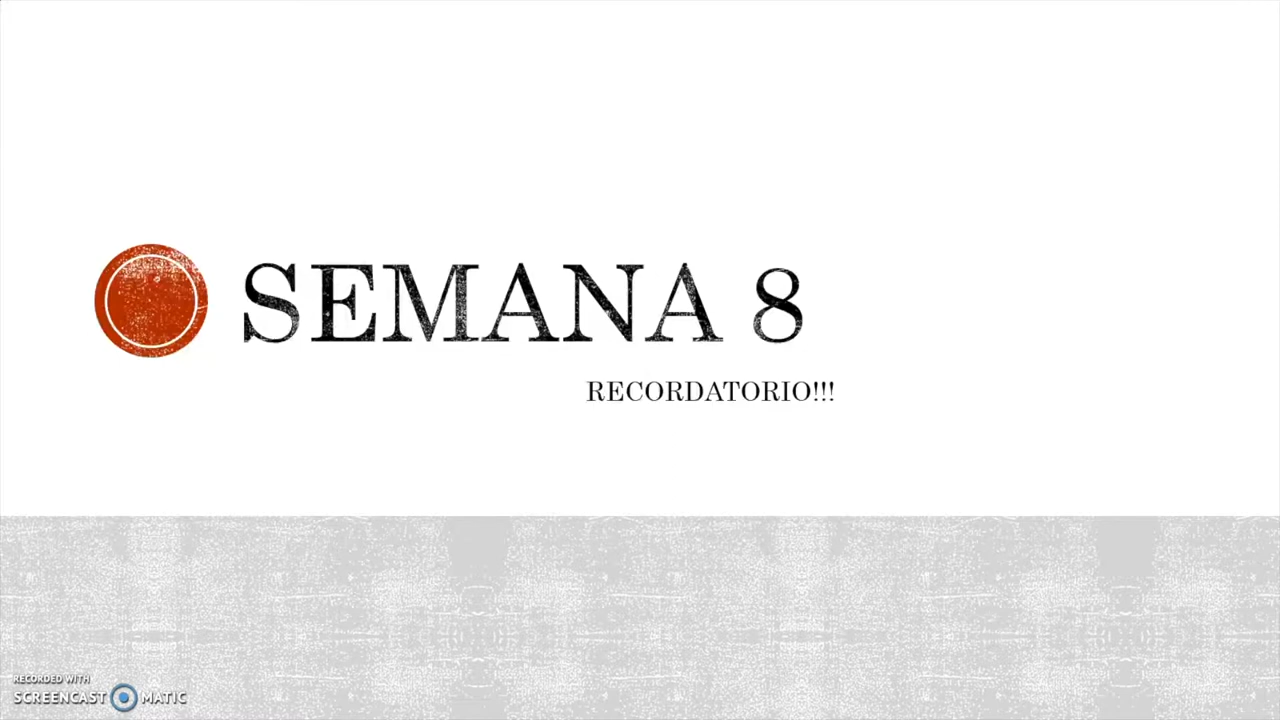 SEMANA 8
RECORDATORIO!!!
RECORDED WITH
SCREENCAST MATIC